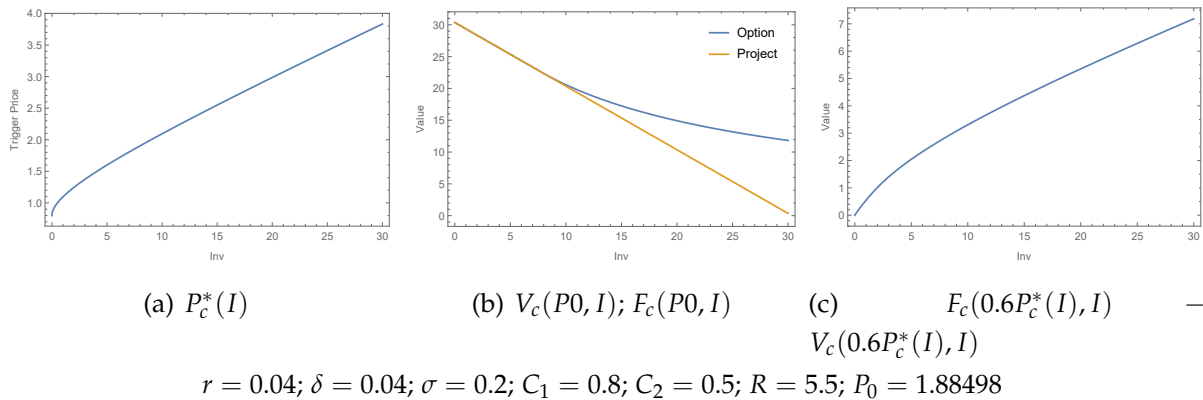 4.0
3.5
3.0
2.5
2.0
1.5
1.0
Trigger Price
0 5 10 15 20 25 30
Inv
30
25
20
15
10
5
0
Value
Option
Project
0 5 10 15 20 25 30
Inv
7
6
5
4
3
2
1
0
Value
0 5 10 15 20 25 30
Inv
(a) P*c(I)
(b) Vc(P0, I); Fc(P0, I)
(c) Fc(0.6P*c(I), I) −
Vc(0.6P*c(I), I)
r = 0.04; δ = 0.04; σ = 0.2; C1 = 0.8; C2 = 0.5; R = 5.5; P0 = 1.88498